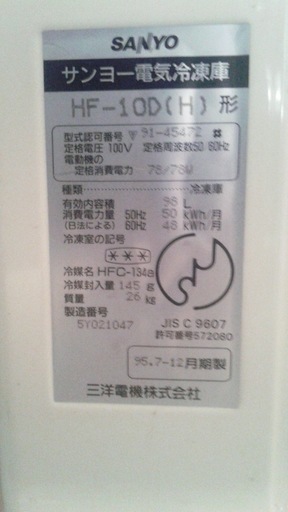 SANYO
サンヨー電気冷凍庫
HF-10D(H) 形
型式認可番号 ▽91-45472
定格電圧100V 定格周波数50 60Hz
電動機の
定格消費電力 78/78W
種類 冷凍庫
有効内容積 98 L
消費電力量 50Hz 50 kWh/月
(B法による) 60Hz 48 kWh/月
冷凍室の記号
***
冷媒名 HFC-134a
冷媒封入量 145 g
質量 26 kg
製造番号
5Y021047
JIS C 9607
許可番号572080
95.7-12月期製
三洋電機株式会社